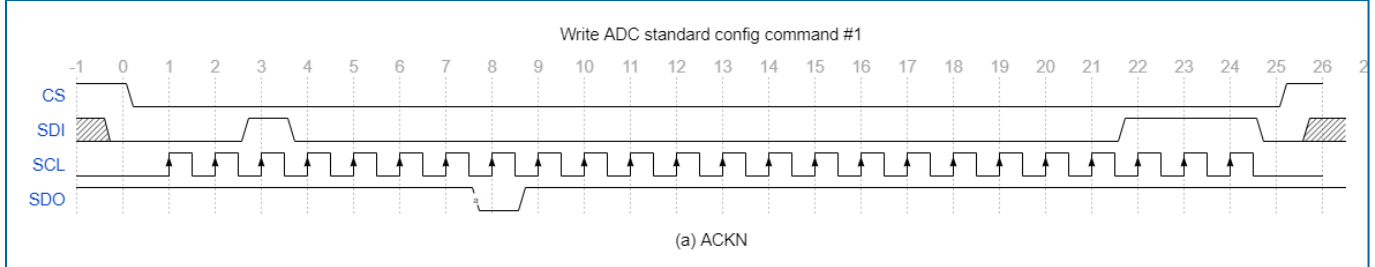 Write ADC standard config command #1
-1 0 1 2 3 4 5 6 7 8 9 10 11 12 13 14 15 16 17 18 19 20 21 22 23 24 25 26 2
CS
SDI
SCL
SDO
a
(a) ACKN